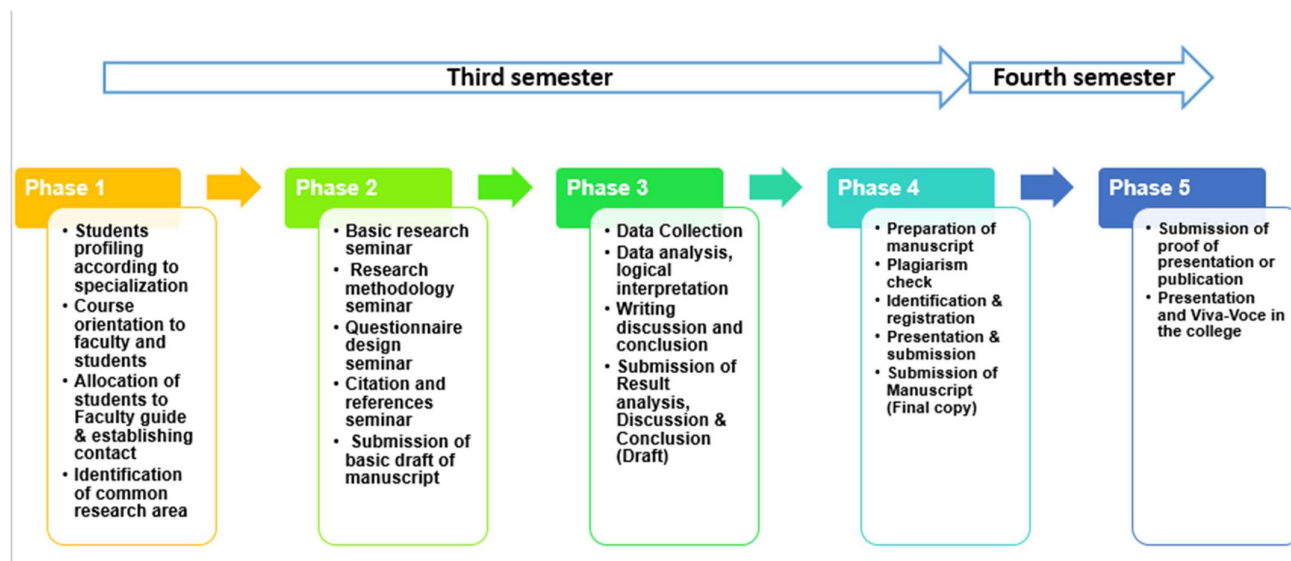 Third semester
Fourth semester
Phase 1
• Students
profiling
according to
specialization
• Course
orientation to
faculty and
students
• Allocation of
students to
Faculty guide
& establishing
contact
• Identification
of common
research area
Phase 2
• Basic research
seminar
• Research
methodology
seminar
• Questionnaire
design
seminar
• Citation and
references
seminar
• Submission of
basic draft of
manuscript
Phase 3
• Data Collection
• Data analysis,
logical
interpretation
• Writing
discussion and
conclusion
• Submission of
Result
analysis,
Discussion &
Conclusion
(Draft)
Phase 4
• Preparation of
manuscript
• Plagiarism
check
• Identification &
registration
• Presentation &
submission
• Submission of
Manuscript
(Final copy)
Phase 5
• Submission of
proof of
presentation or
publication
• Presentation
and Viva-Voce in
the college